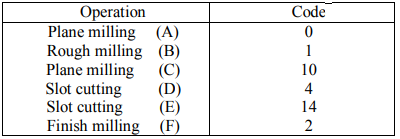 Operation Code
Plane milling (A) 0
Rough milling (B) 1
Plane milling (C) 10
Slot cutting (D) 4
Slot cutting (E) 14
Finish milling (F) 2